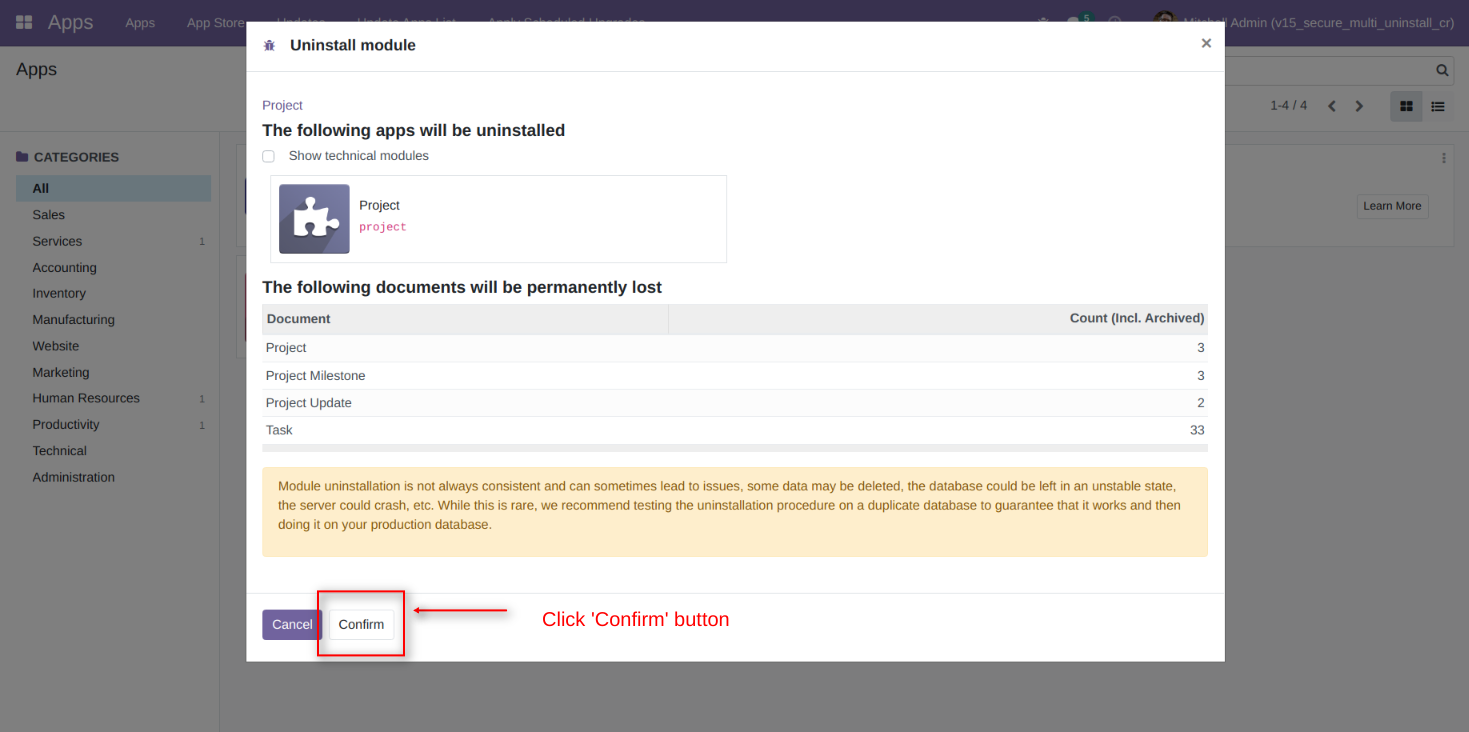 Apps
Apps
App Store
Updates
Update Apps List
Apply Scheduled Upgrades
5
Mitchell Admin (v15_secure_multi_uninstall_cr)
Uninstall module
×
Apps
1-4 / 4
Project
The following apps will be uninstalled
Show technical modules
Project
project
CATEGORIES
All
Sales
Services 1
Accounting
Inventory
Manufacturing
Website
Marketing
Human Resources 1
Productivity 1
Technical
Administration
Learn More
The following documents will be permanently lost
Document Count (Incl. Archived)
Project 3
Project Milestone 3
Project Update 2
Task 33
Module uninstallation is not always consistent and can sometimes lead to issues, some data may be deleted, the database could be left in an unstable state,
the server could crash, etc. While this is rare, we recommend testing the uninstallation procedure on a duplicate database to guarantee that it works and then
doing it on your production database.
Cancel
Confirm
Click 'Confirm' button